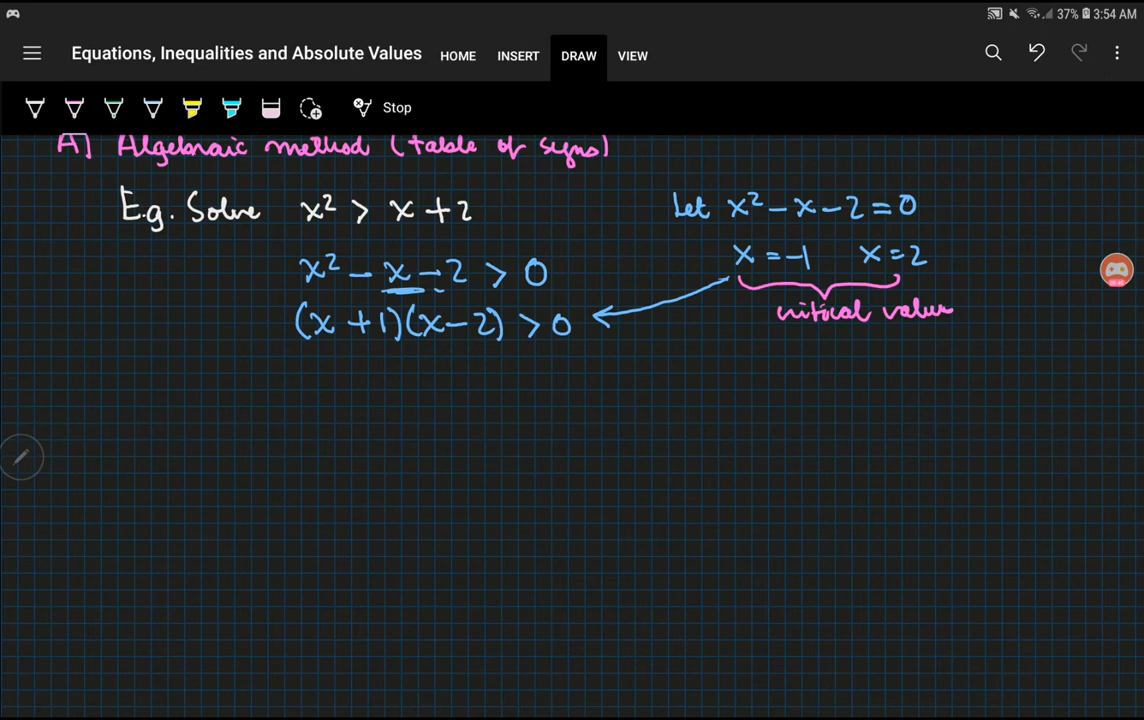 37% 3:54 AM
Equations, Inequalities and Absolute Values HOME INSERT DRAW VIEW
Stop
A] Algebraic method (table of signs)
E.g. Solve x² > x + 2
x² - x - 2 > 0
(x + 1)(x - 2) > 0
Let x² - x - 2 = 0
x = -1 x = 2
critical value